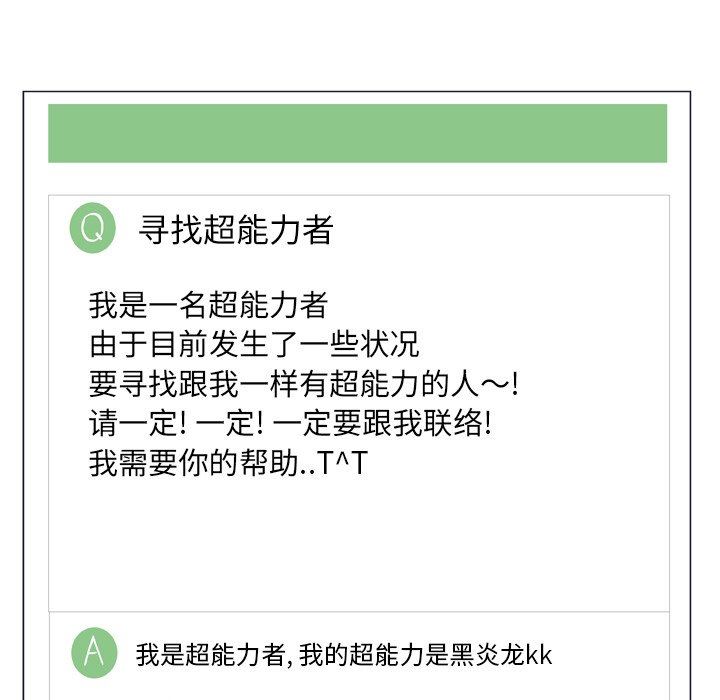 Q 寻找超能力者
我是一名超能力者
由于目前发生了一些状况
要寻找跟我一样有超能力的人～!
请一定! 一定! 一定要跟我联络!
我需要你的帮助..T^T
A 我是超能力者, 我的超能力是黑炎龙kk